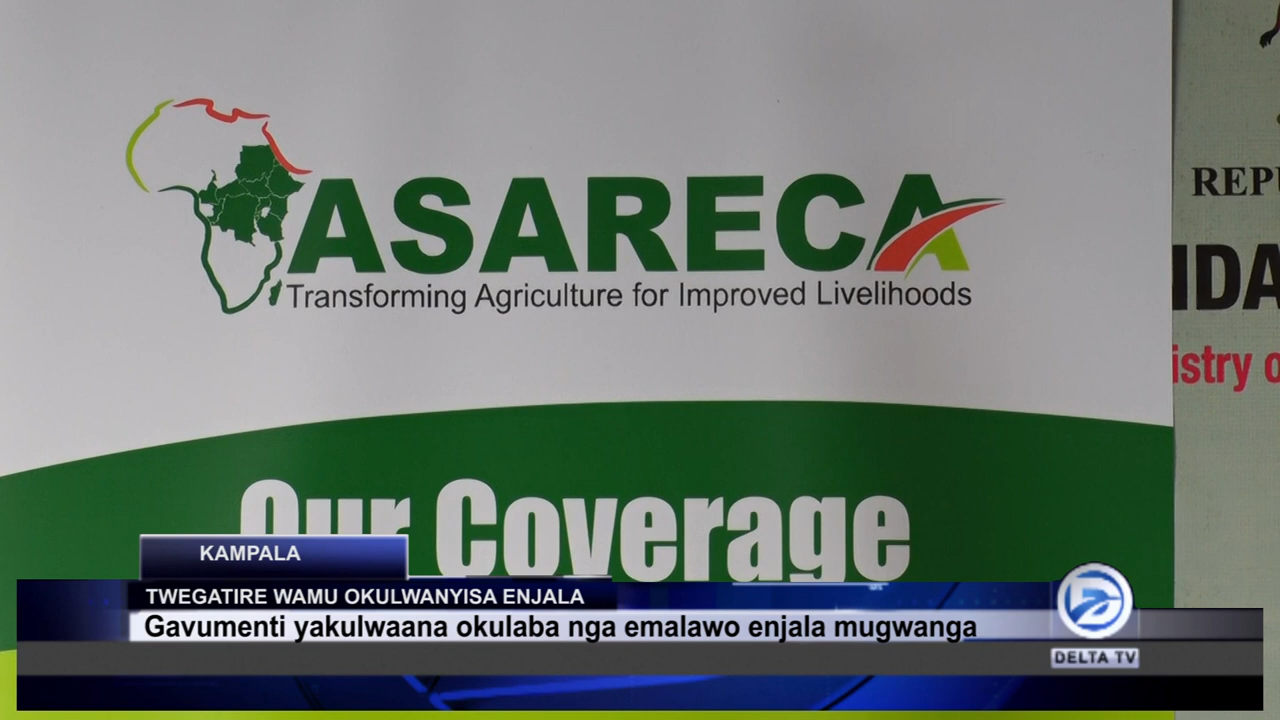 ASARECA
Transforming Agriculture for Improved Livelihoods
REPU
NDA
istry o
Our Coverage
KAMPALA
TWEGATIRE WAMU OKULWANYISA ENJALA
Gavumenti yakulwaana okulaba nga emalawo enjala mugwanga
DELTA TV